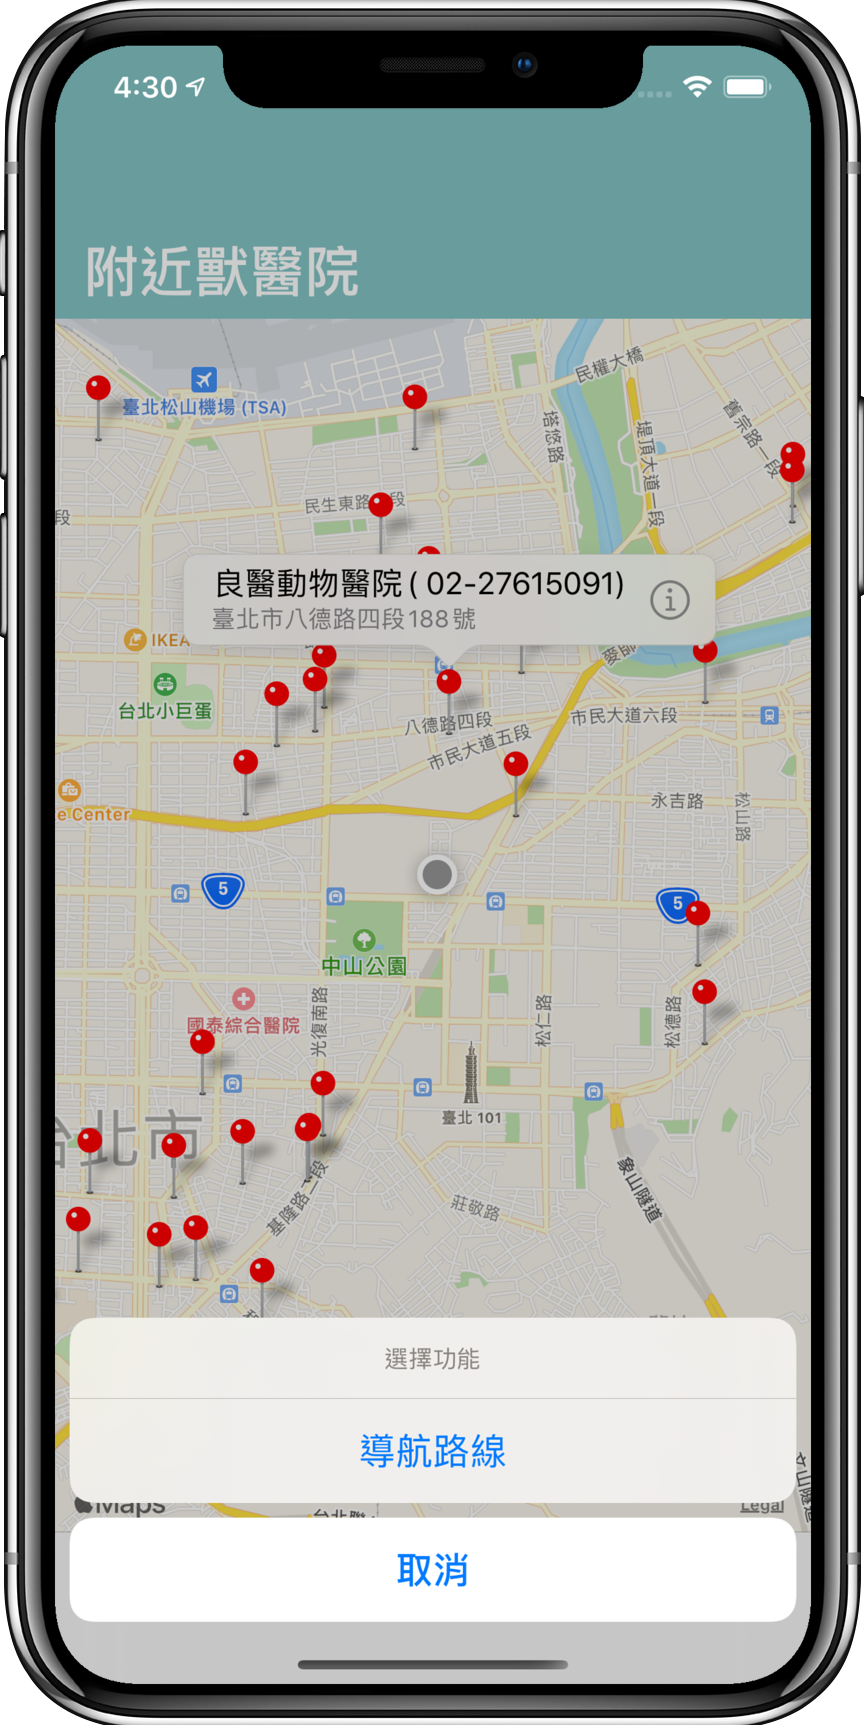 4:30
附近獸醫院
民權大橋
臺北松山機場 (TSA)
舊宗路一段
塔悠路
堤頂大道一段
民生東路 段
段
良醫動物醫院 ( 02-27615091)
臺北市八德路四段188號
IKEA
台北小巨蛋
八德路四段
市民大道六段
市民大道五段
永吉路
松山路
e Center
5
5
中山公園
國泰綜合醫院
光復南路
松仁路
松德路
臺北 101
台北市
象山隧道
基隆路二段
莊敬路
選擇功能
導航路線
Maps
Legal
取消